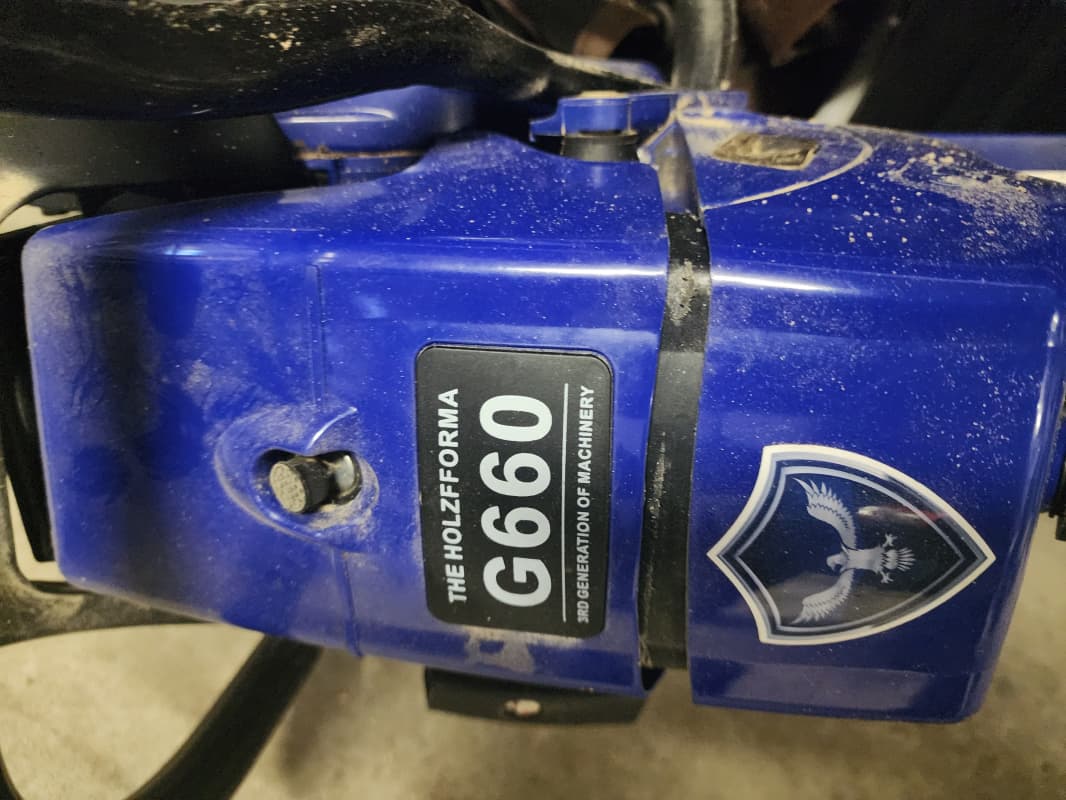 THE HOLZFFORMA
G660
3RD GENERATION OF MACHINERY